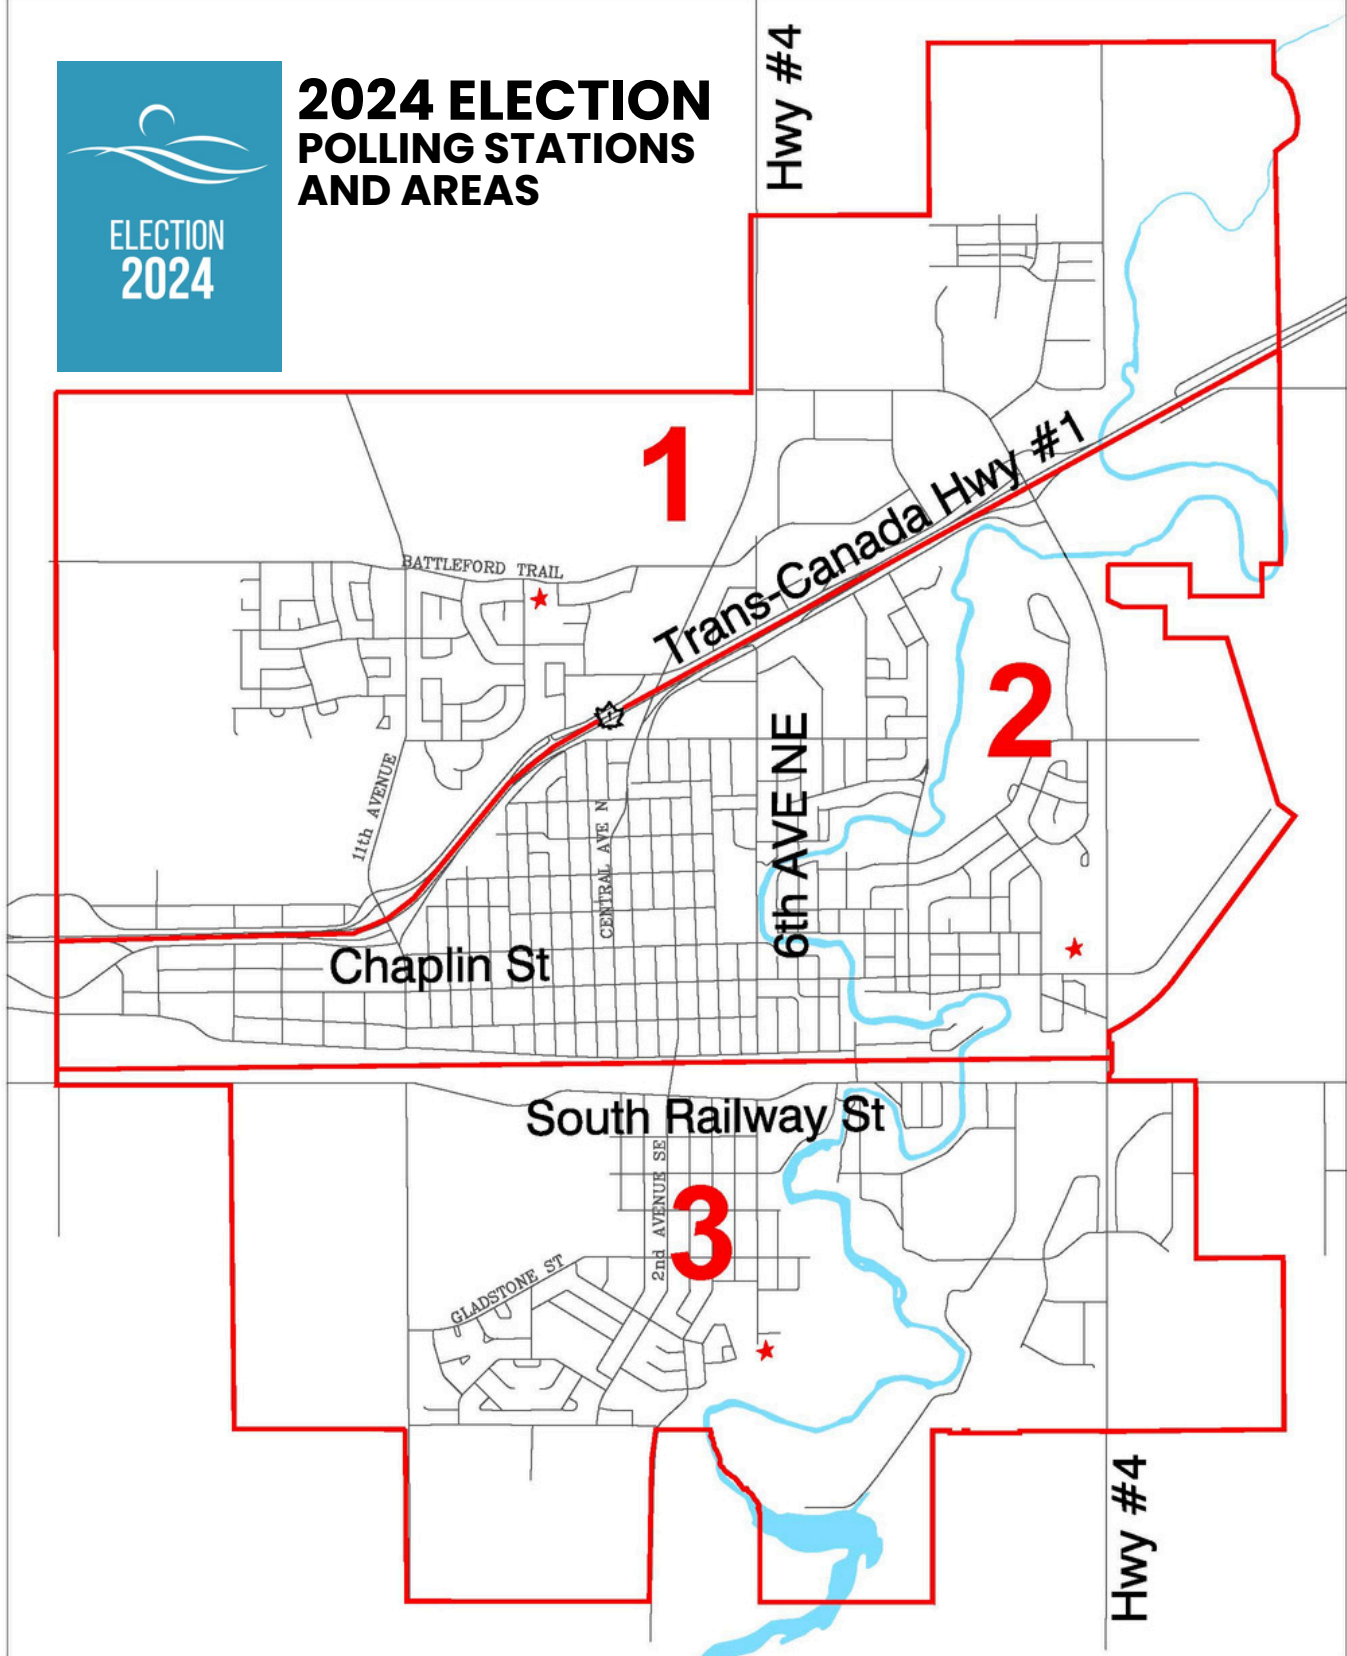 2024 ELECTION
POLLING STATIONS
AND AREAS
ELECTION
2024
Hwy #4
1
Trans-Canada Hwy #1
BATTLEFORD TRAIL
2
11th AVENUE
CENTRAL AVE N
6th AVE NE
Chaplin St
South Railway St
2nd AVENUE SE
3
GLADSTONE ST
Hwy #4